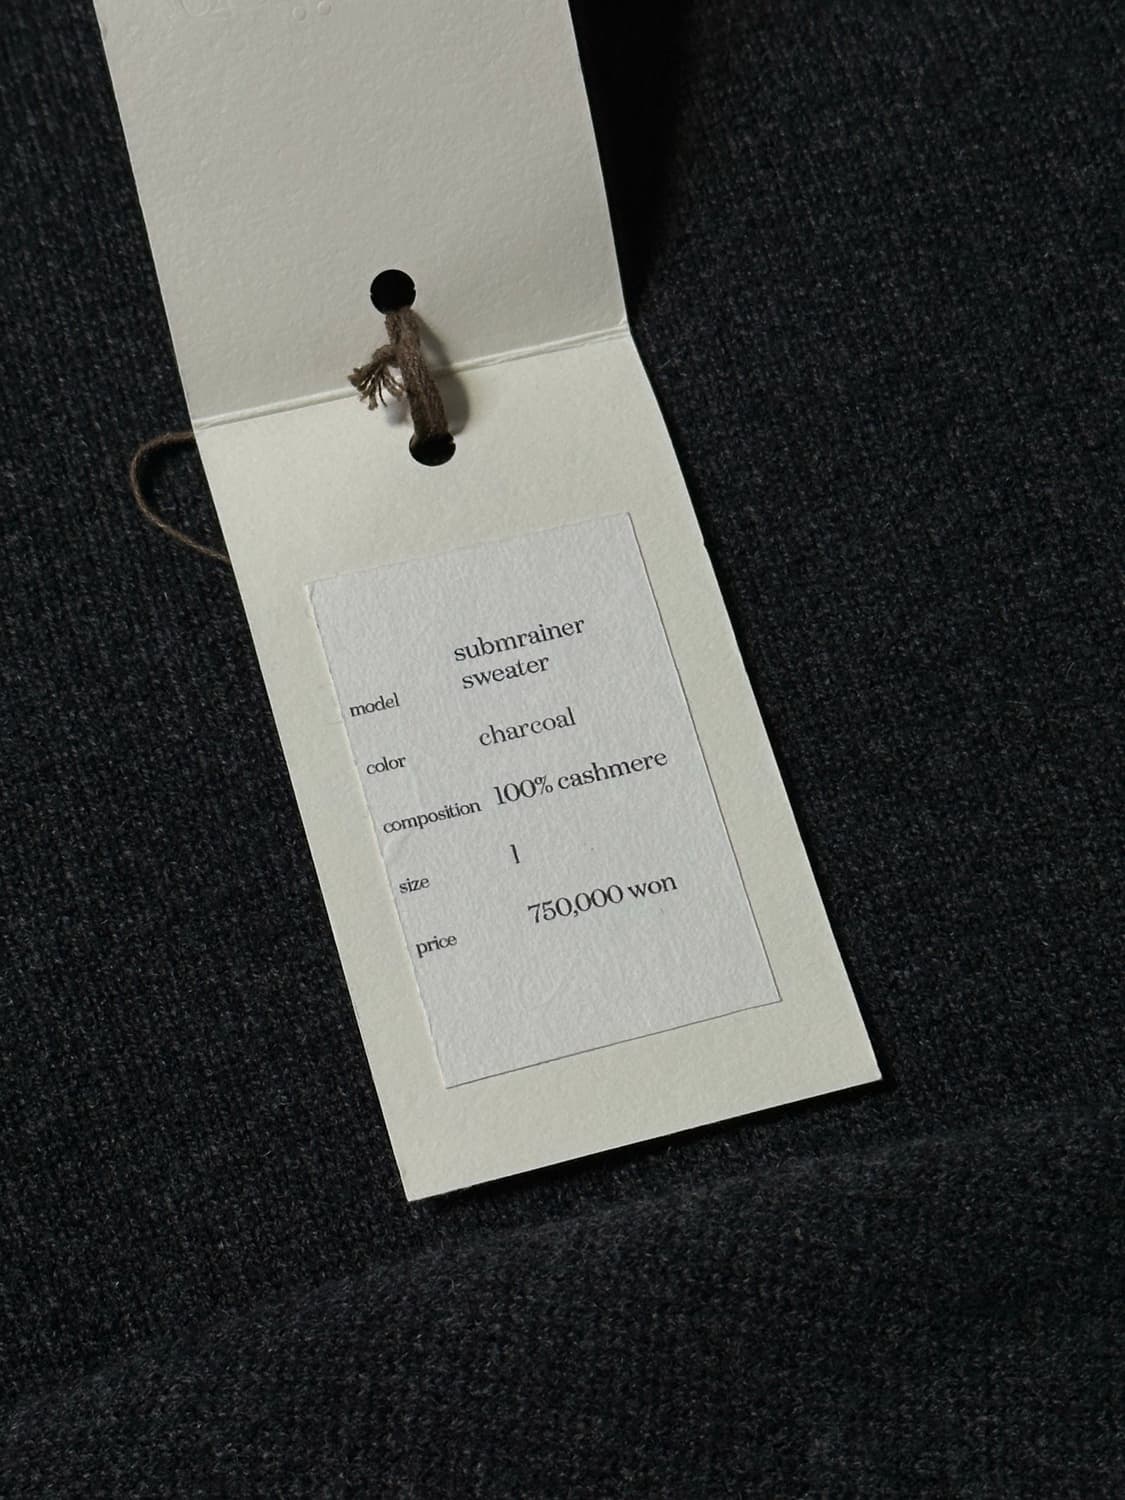 submrainer
model sweater
color charcoal
composition 100% cashmere
size 1
price 750,000 won